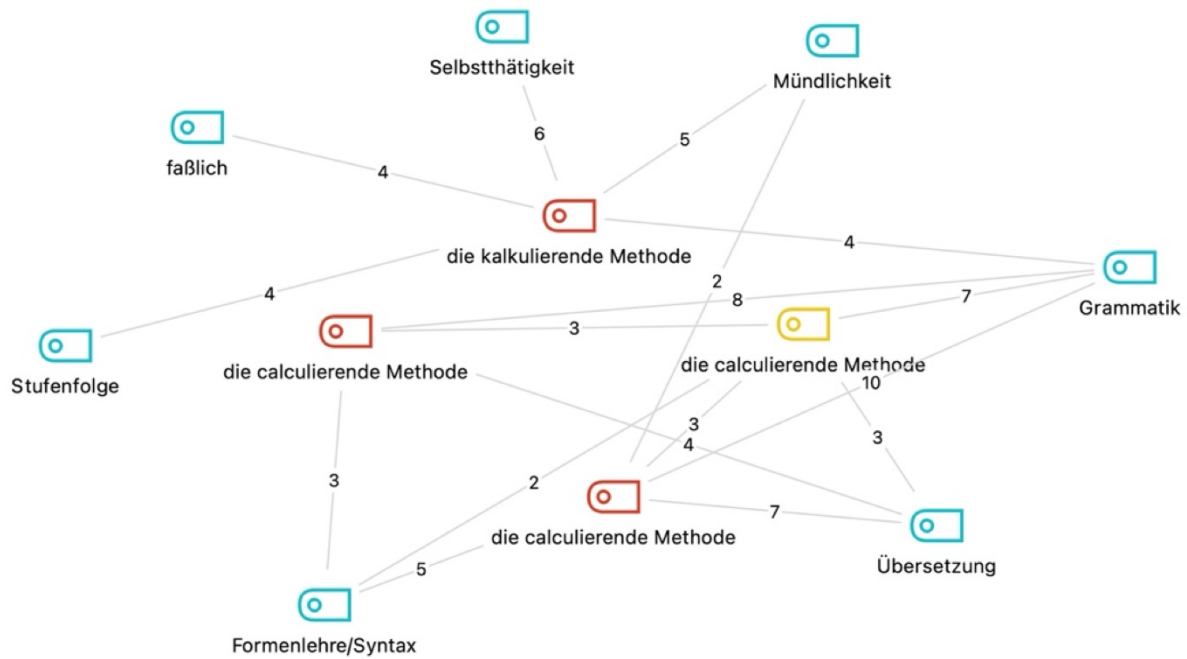 Selbstthätigkeit
Mündlichkeit
6
5
faßlich
4
die kalkulierende Methode
4
4
2
8
7
Grammatik
3
Stufenfolge
die calculierende Methode
die calculierende Methode
10
3
4
3
3
2
7
die calculierende Methode
5
Übersetzung
Formenlehre/Syntax